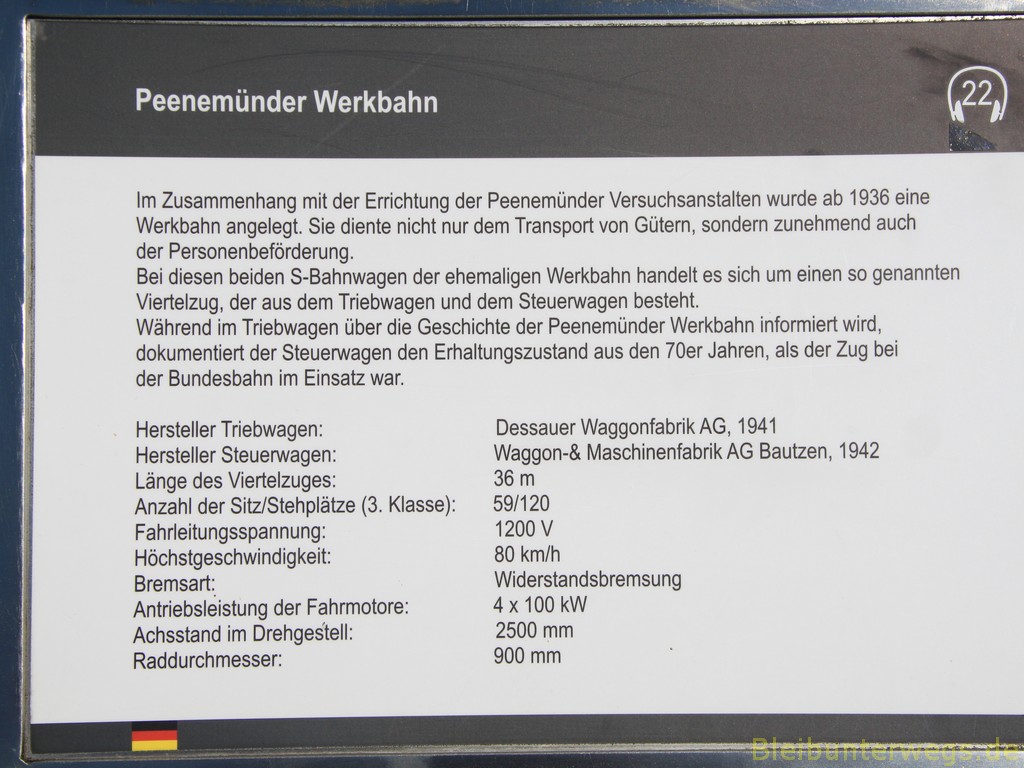 Peenemünder Werkbahn
22
Im Zusammenhang mit der Errichtung der Peenemünder Versuchsanstalten wurde ab 1936 eine
Werkbahn angelegt. Sie diente nicht nur dem Transport von Gütern, sondern zunehmend auch
der Personenbeförderung.
Bei diesen beiden S-Bahnwagen der ehemaligen Werkbahn handelt es sich um einen so genannten
Viertelzug, der aus dem Triebwagen und dem Steuerwagen besteht.
Während im Triebwagen über die Geschichte der Peenemünder Werkbahn informiert wird,
dokumentiert der Steuerwagen den Erhaltungszustand aus den 70er Jahren, als der Zug bei
der Bundesbahn im Einsatz war.
Hersteller Triebwagen: Dessauer Waggonfabrik AG, 1941
Hersteller Steuerwagen: Waggon-& Maschinenfabrik AG Bautzen, 1942
Länge des Viertelzuges: 36 m
Anzahl der Sitz/Stehplätze (3. Klasse): 59/120
Fahrleitungsspannung: 1200 V
Höchstgeschwindigkeit: 80 km/h
Bremsart: Widerstandsbremsung
Antriebsleistung der Fahrmotore: 4 x 100 kW
Achsstand im Drehgestell: 2500 mm
Raddurchmesser: 900 mm
Bleibunterwegs.de